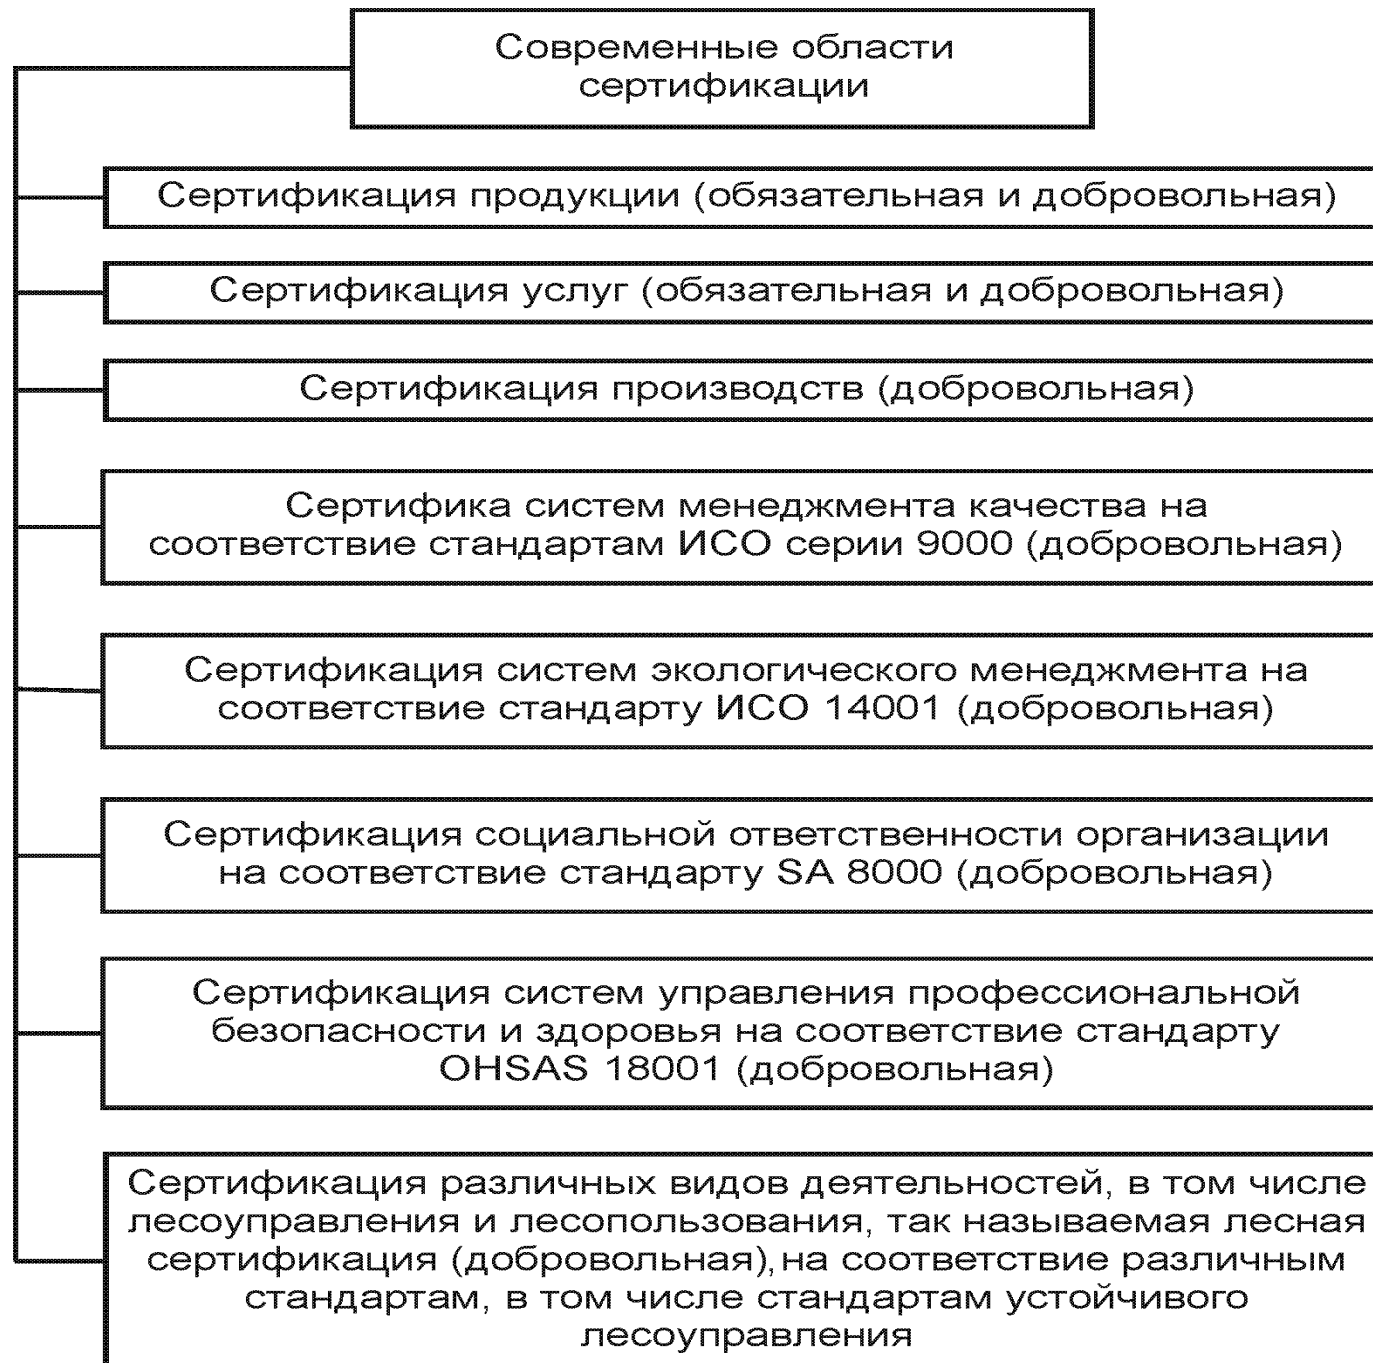 Современные области
сертификации
Сертификация продукции (обязательная и добровольная)
Сертификация услуг (обязательная и добровольная)
Сертификация производств (добровольная)
Сертифика систем менеджмента качества на
соответствие стандартам ИСО серии 9000 (добровольная)
Сертификация систем экологического менеджмента на
соответствие стандарту ИСО 14001 (добровольная)
Сертификация социальной ответственности организации
на соответствие стандарту SA 8000 (добровольная)
Сертификация систем управления профессиональной
безопасности и здоровья на соответствие стандарту
OHSAS 18001 (добровольная)
Сертификация различных видов деятельностей, в том числе
лесоуправления и лесопользования, так называемая лесная
сертификация (добровольная), на соответствие различным
стандартам, в том числе стандартам устойчивого
лесоуправления